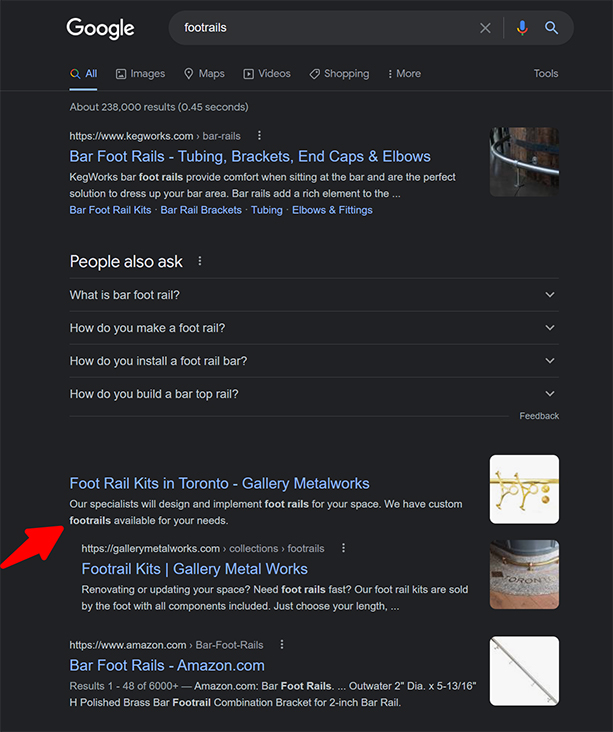 Google
footrails
All Images Maps Videos Shopping More Tools
About 238,000 results (0.45 seconds)
https://www.kegworks.com › bar-rails
Bar Foot Rails - Tubing, Brackets, End Caps & Elbows
KegWorks bar foot rails provide comfort when sitting at the bar and are the perfect
solution to dress up your bar area. Bar rails add a rich element to the ...
Bar Foot Rail Kits · Bar Rail Brackets · Tubing · Elbows & Fittings
People also ask
What is bar foot rail?
How do you make a foot rail?
How do you install a foot rail bar?
How do you build a bar top rail?
Feedback
Foot Rail Kits in Toronto - Gallery Metalworks
Our specialists will design and implement foot rails for your space. We have custom
footrails available for your needs.
https://gallerymetalworks.com › collections › footrails
Footrail Kits | Gallery Metal Works
Renovating or updating your space? Need foot rails fast? Our foot rail kits are sold
by the foot with all components included. Just choose your length, ...
TORONTO
https://www.amazon.com › Bar-Foot-Rails
Bar Foot Rails - Amazon.com
Results 1 - 48 of 6000+ — Amazon.com: Bar Foot Rails. ... Outwater 2" Dia. x 5-13/16"
H Polished Brass Bar Footrail Combination Bracket for 2-inch Bar Rail.